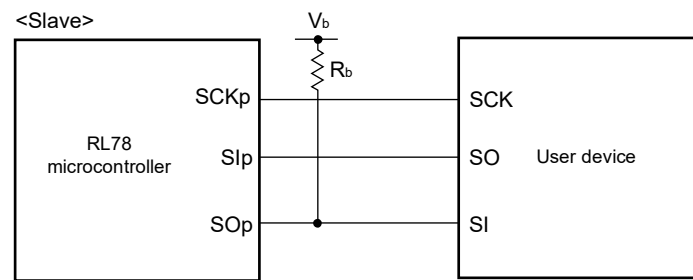 <Slave>
Vb
Rb
SCKp
SCK
RL78
microcontroller
SIp
SO
User device
SOp
SI